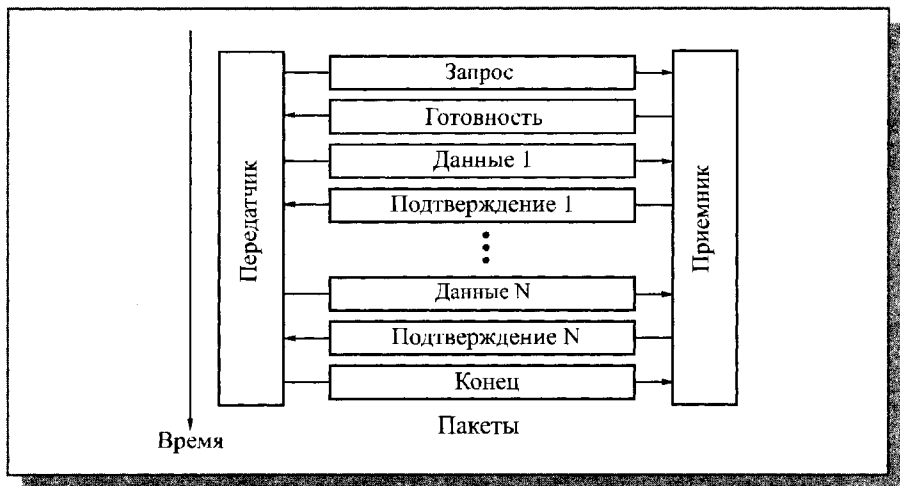 Передатчик
Запрос
Готовность
Данные 1
Подтверждение 1
Данные N
Подтверждение N
Конец
Приемник
Время
Пакеты